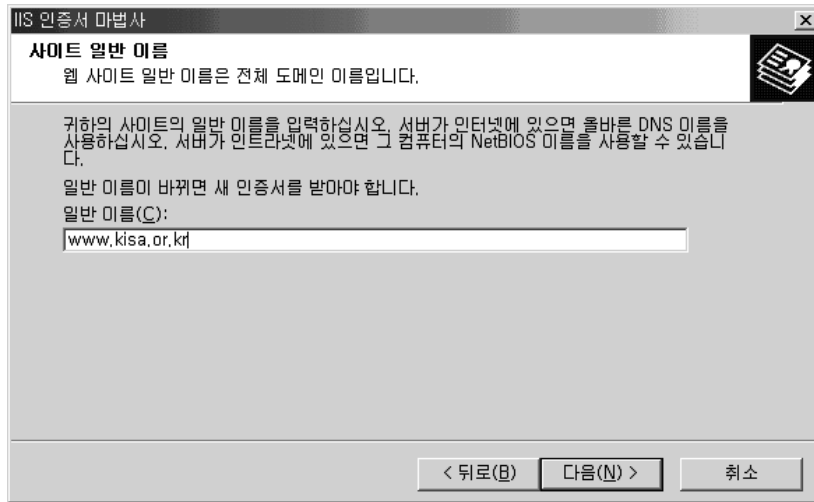 IIS 인증서 마법사
사이트 일반 이름
웹 사이트 일반 이름은 전체 도메인 이름입니다.
귀하의 사이트의 일반 이름을 입력하십시오. 서버가 인터넷에 있으면 올바른 DNS 이름을
사용하십시오. 서버가 인트라넷에 있으면 그 컴퓨터의 NetBIOS 이름을 사용할 수 있습니
다.
일반 이름이 바뀌면 새 인증서를 받아야 합니다.
일반 이름(C):
www.kisa.or.kr
< 뒤로(B) 다음(N) > 취소